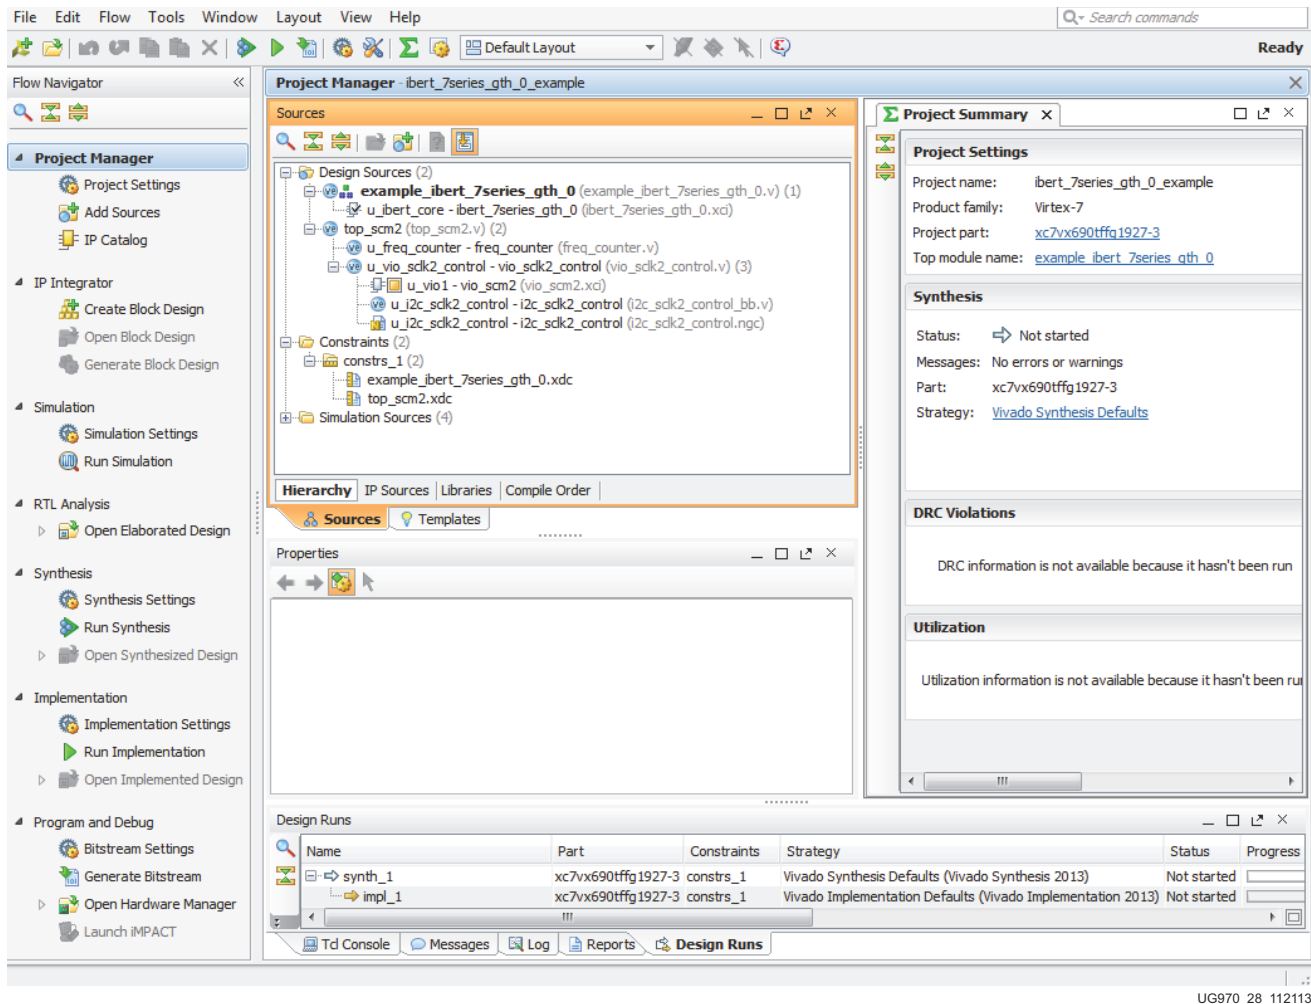 File Edit Flow Tools Window Layout View Help
Search commands
Default Layout
Ready
Flow Navigator
Project Manager
Project Settings
Add Sources
IP Catalog
IP Integrator
Create Block Design
Open Block Design
Generate Block Design
Simulation
Simulation Settings
Run Simulation
RTL Analysis
Open Elaborated Design
Synthesis
Synthesis Settings
Run Synthesis
Open Synthesized Design
Implementation
Implementation Settings
Run Implementation
Open Implemented Design
Program and Debug
Bitstream Settings
Generate Bitstream
Open Hardware Manager
Launch iMPACT
Project Manager - ibert_7series_gth_0_example
Sources
Design Sources (2)
example_ibert_7series_gth_0 (example_ibert_7series_gth_0.v) (1)
u_ibert_core - ibert_7series_gth_0 (ibert_7series_gth_0.xci)
top_scm2 (top_scm2.v) (2)
u_freq_counter - freq_counter (freq_counter.v)
u_vio_sclk2_control - vio_sclk2_control (vio_sclk2_control.v) (3)
u_vio1 - vio_scm2 (vio_scm2.xci)
u_i2c_sclk2_control - i2c_sclk2_control (i2c_sclk2_control_bb.v)
u_i2c_sclk2_control - i2c_sclk2_control (i2c_sclk2_control.ngc)
Constraints (2)
constrs_1 (2)
example_ibert_7series_gth_0.xdc
top_scm2.xdc
Simulation Sources (4)
Hierarchy IP Sources Libraries Compile Order
Sources Templates
Properties
Project Summary
Project Settings
Project name: ibert_7series_gth_0_example
Product family: Virtex-7
Project part: xc7vx690tffg1927-3
Top module name: example_ibert_7series_gth_0
Synthesis
Status: Not started
Messages: No errors or warnings
Part: xc7vx690tffg1927-3
Strategy: Vivado Synthesis Defaults
DRC Violations
DRC information is not available because it hasn't been run
Utilization
Utilization information is not available because it hasn't been run
Design Runs
Name Part Constraints Strategy Status Progress
synth_1 xc7vx690tffg1927-3 constrs_1 Vivado Synthesis Defaults (Vivado Synthesis 2013) Not started
impl_1 xc7vx690tffg1927-3 constrs_1 Vivado Implementation Defaults (Vivado Implementation 2013) Not started
Tcl Console Messages Log Reports Design Runs
UG970_28_112113